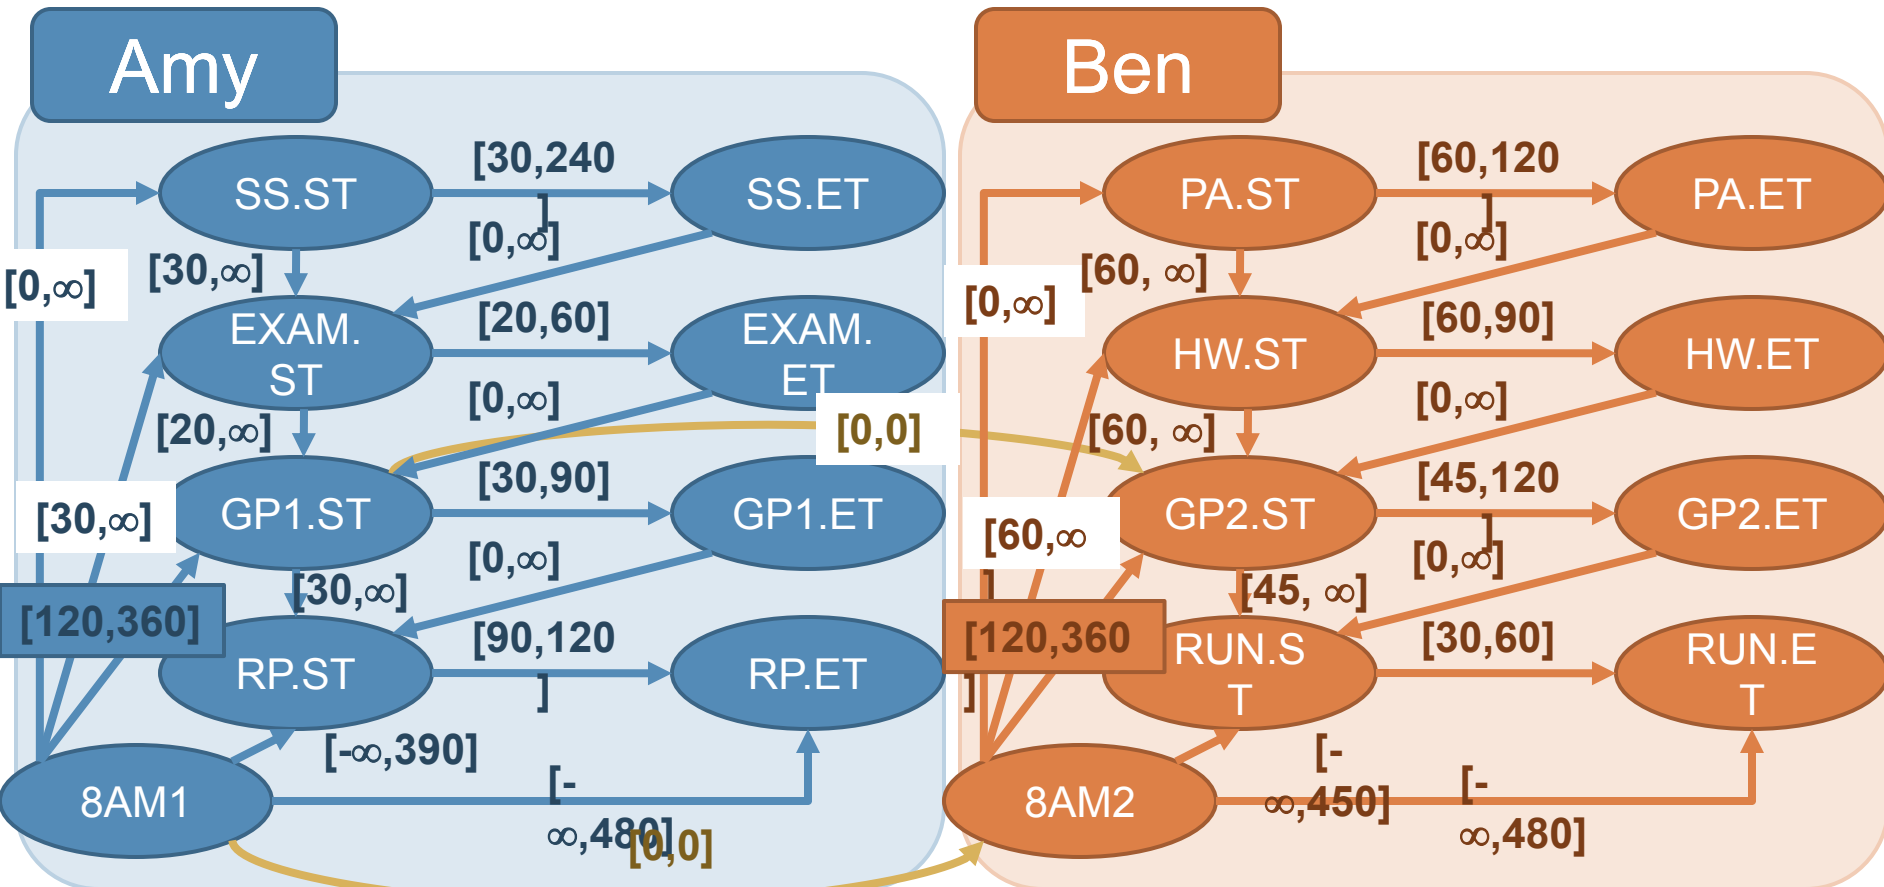 Amy
Ben
SS.ST
[30,240
]
SS.ET
[0,∞]
[0,∞]
[30,∞]
EXAM.
ST
[20,60]
EXAM.
ET
[20,∞]
[0,∞]
[0,0]
[30,∞]
GP1.ST
[30,90]
GP1.ET
[0,∞]
[120,360]
[30,∞]
RP.ST
[90,120
]
RP.ET
[-∞,390]
8AM1
[-
∞,480]
[0,0]
PA.ST
[60,120
]
PA.ET
[0,∞]
[0,∞]
[60, ∞]
HW.ST
[60,90]
HW.ET
[60, ∞]
[0,∞]
[60,∞
]
GP2.ST
[45,120
]
GP2.ET
[0,∞]
[120,360
]
[45, ∞]
RUN.S
T
[30,60]
RUN.E
T
8AM2
[-
∞,450]
[-
∞,480]